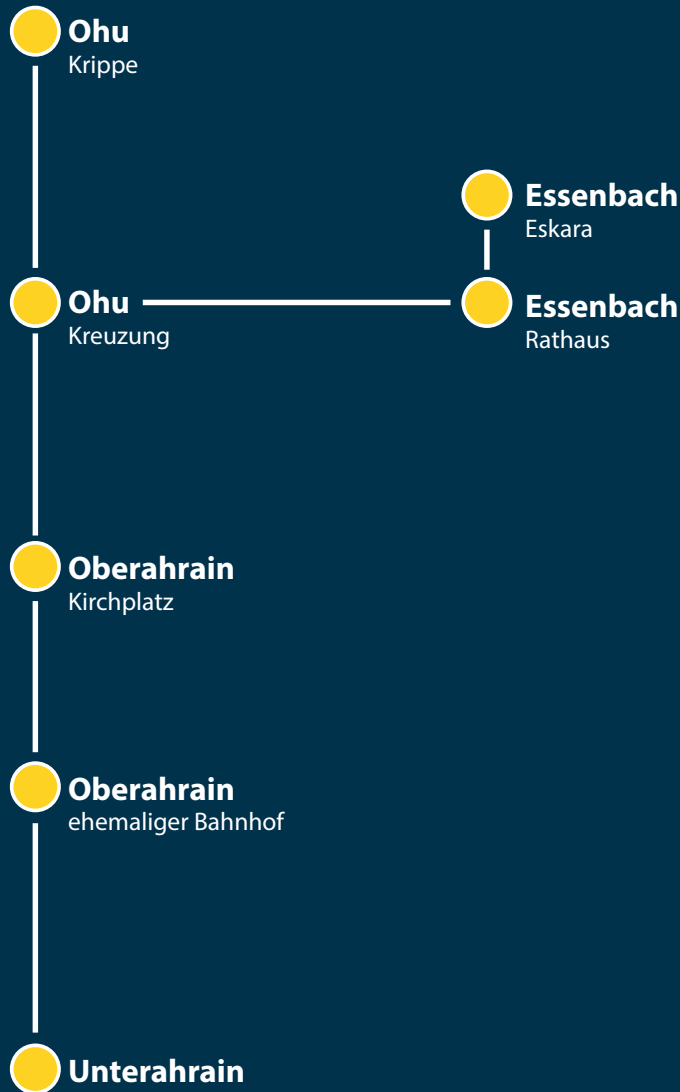 Ohu
Krippe
Essenbach
Eskara
Ohu
Kreuzung
Essenbach
Rathaus
Oberahrain
Kirchplatz
Oberahrain
ehemaliger Bahnhof
Unterahrain